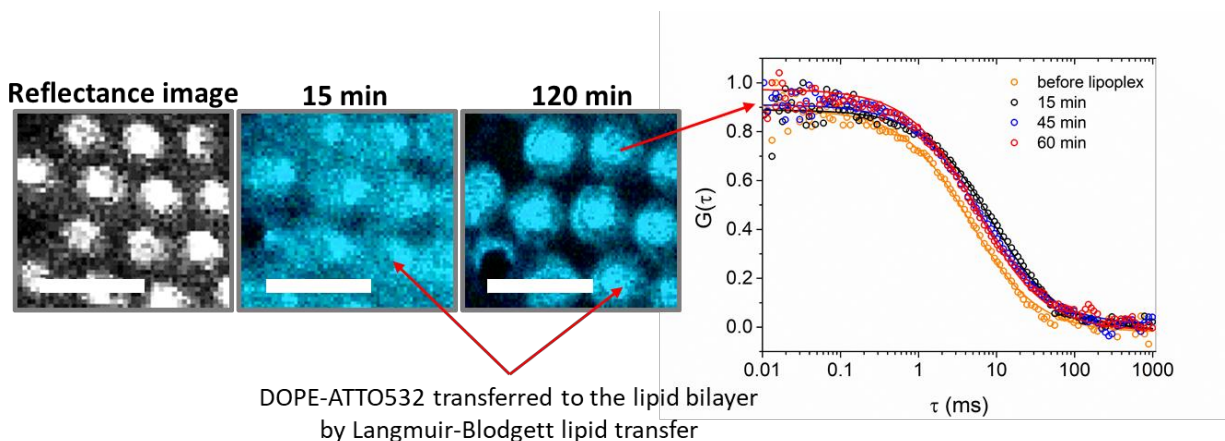 Reflectance image
15 min
120 min
DOPE-ATTO532 transferred to the lipid bilayer
by Langmuir-Blodgett lipid transfer
G(τ)
1.0
0.8
0.6
0.4
0.2
0.0
before lipoplex
15 min
45 min
60 min
0.01
0.1
1
10
100
1000
τ (ms)